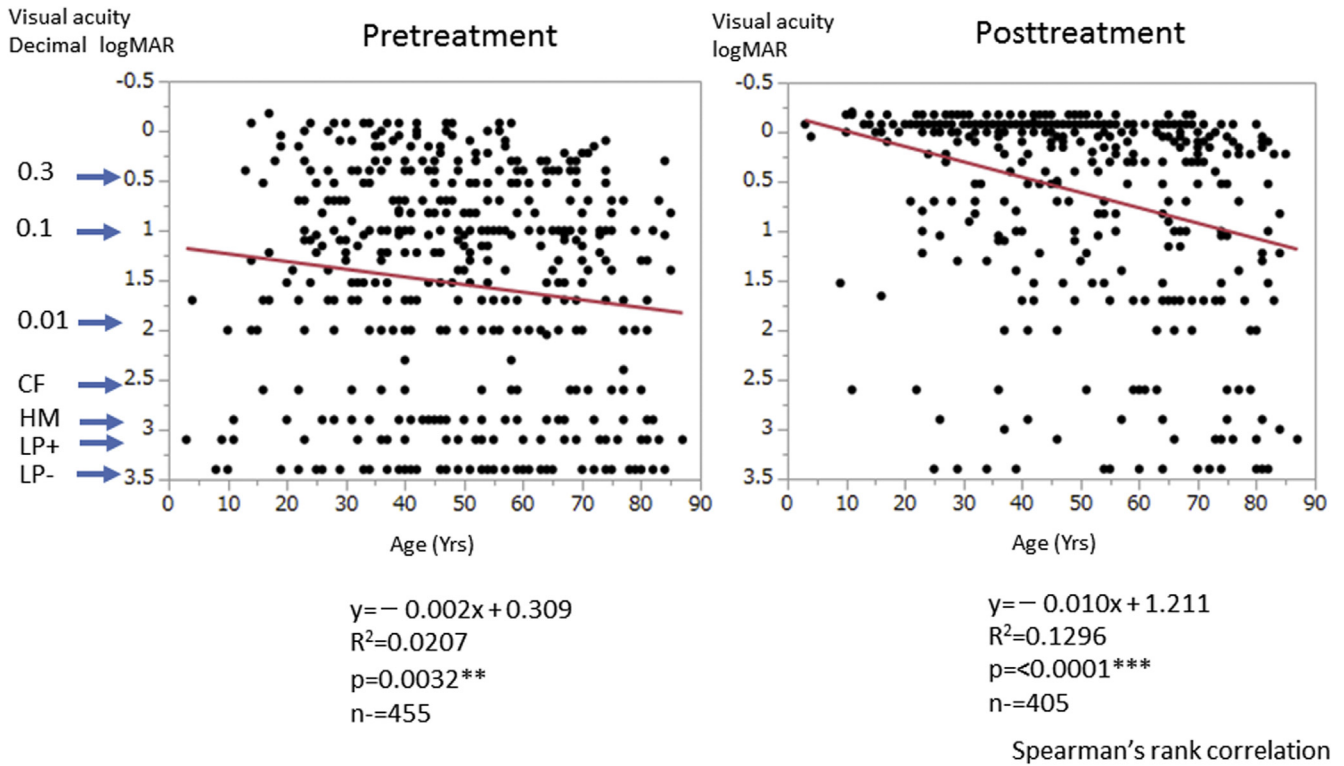 Visual acuity
Decimal logMAR
Pretreatment
-0.5
0
0.5
1
1.5
2
2.5
3
3.5
0.3
0.1
0.01
CF
HM
LP+
LP-
0 10 20 30 40 50 60 70 80 90
Age (Yrs)
y=－0.002x+0.309
R²=0.0207
p=0.0032**
n-=455
Visual acuity
logMAR
Posttreatment
-0.5
0
0.5
1
1.5
2
2.5
3
3.5
0 10 20 30 40 50 60 70 80 90
Age (Yrs)
y=－0.010x+1.211
R²=0.1296
p=<0.0001***
n-=405
Spearman's rank correlation